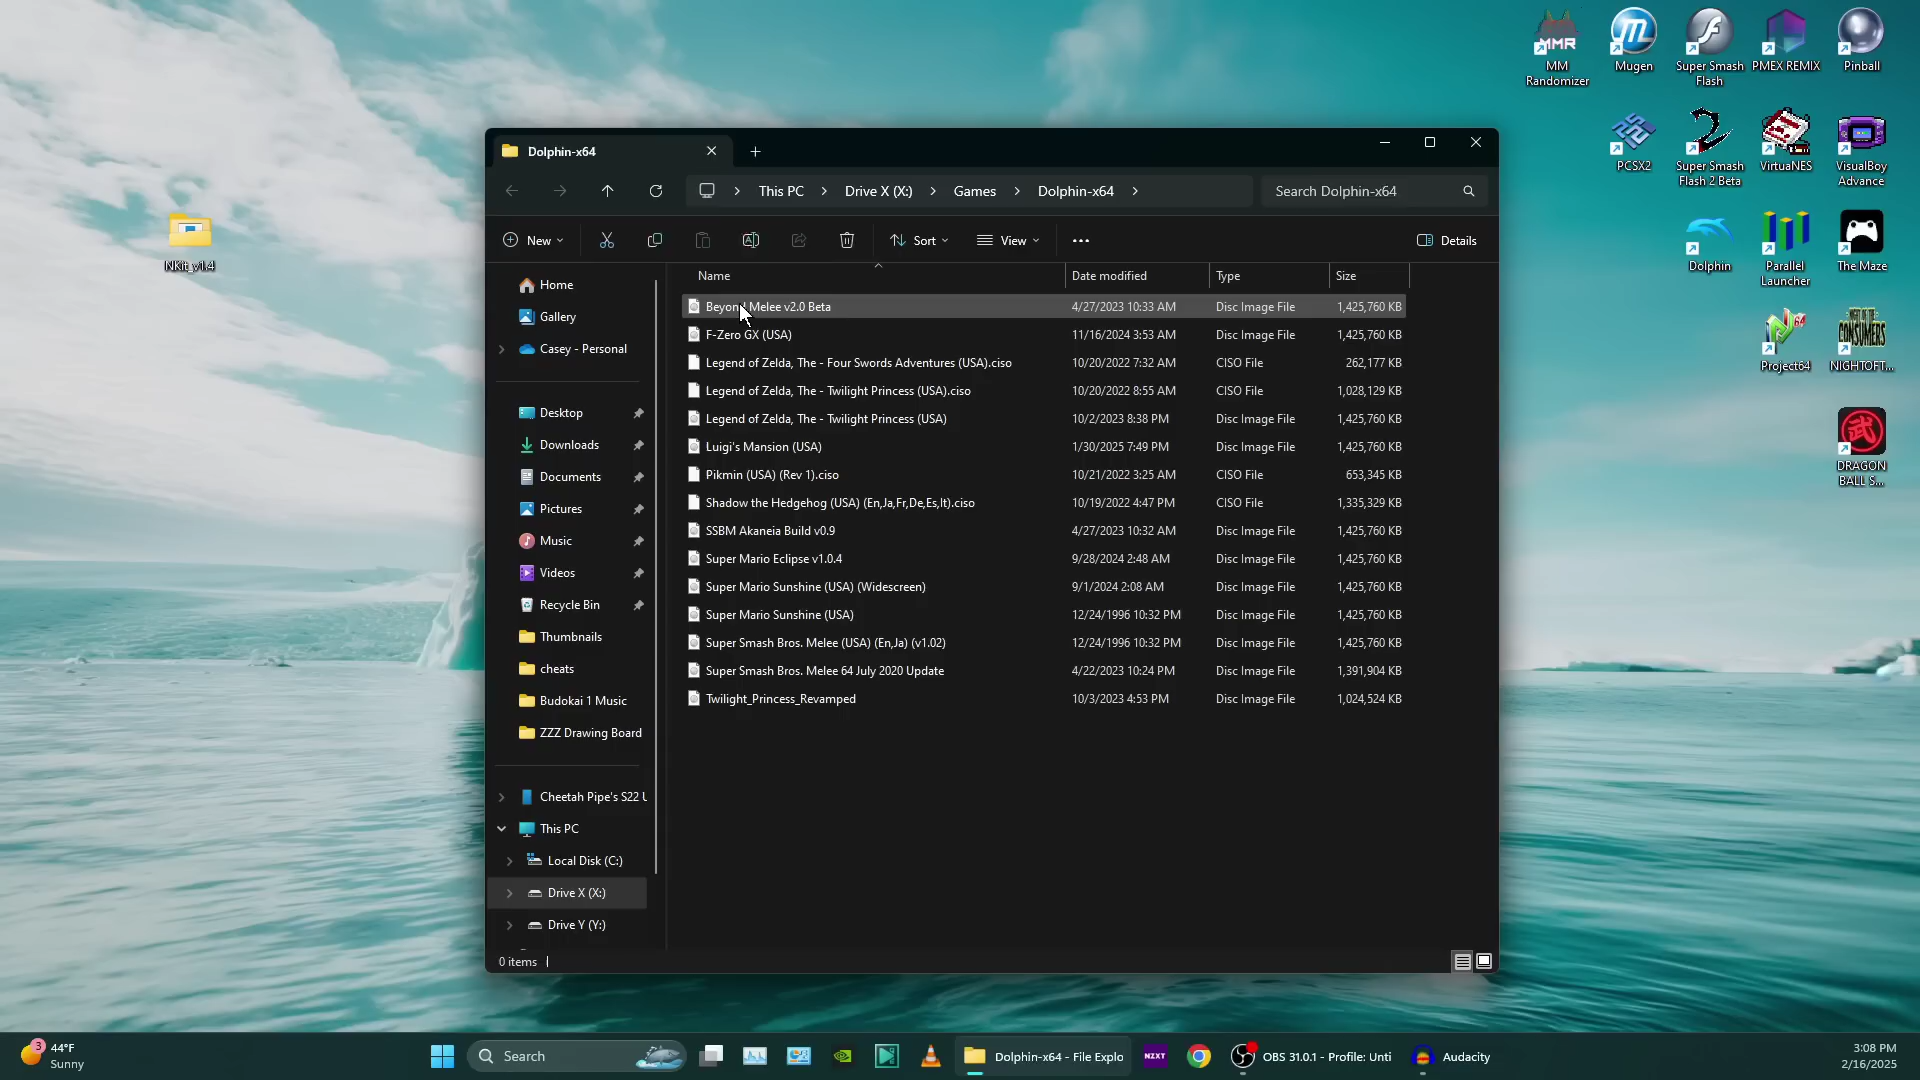 MMR
MM
Randomizer
Mugen
Super Smash
Flash
PMEX REMIX
Pinball
PCSX2
Super Smash
Flash 2 Beta
VirtuaNES
VisualBoy
Advance
Dolphin
Parallel
Launcher
The Maze
Project64
NIGHTOFT...
DRAGON
BALL S...
NKit_v1.4
Dolphin-x64
This PC
Drive X (X:)
Games
Dolphin-x64
Search Dolphin-x64
New
Sort
View
Details
Home
Gallery
Casey - Personal
Desktop
Downloads
Documents
Pictures
Music
Videos
Recycle Bin
Thumbnails
cheats
Budokai 1 Music
ZZZ Drawing Board
Cheetah Pipe's S22 U
This PC
Local Disk (C:)
Drive X (X:)
Drive Y (Y:)
Name Date modified Type Size
Beyond Melee v2.0 Beta 4/27/2023 10:33 AM Disc Image File 1,425,760 KB
F-Zero GX (USA) 11/16/2024 3:53 AM Disc Image File 1,425,760 KB
Legend of Zelda, The - Four Swords Adventures (USA).ciso 10/20/2022 7:32 AM CISO File 262,177 KB
Legend of Zelda, The - Twilight Princess (USA).ciso 10/20/2022 8:55 AM CISO File 1,028,129 KB
Legend of Zelda, The - Twilight Princess (USA) 10/2/2023 8:38 PM Disc Image File 1,425,760 KB
Luigi's Mansion (USA) 1/30/2025 7:49 PM Disc Image File 1,425,760 KB
Pikmin (USA) (Rev 1).ciso 10/21/2022 3:25 AM CISO File 653,345 KB
Shadow the Hedgehog (USA) (En,Ja,Fr,De,Es,It).ciso 10/19/2022 4:47 PM CISO File 1,335,329 KB
SSBM Akaneia Build v0.9 4/27/2023 10:32 AM Disc Image File 1,425,760 KB
Super Mario Eclipse v1.0.4 9/28/2024 2:48 AM Disc Image File 1,425,760 KB
Super Mario Sunshine (USA) (Widescreen) 9/1/2024 2:08 AM Disc Image File 1,425,760 KB
Super Mario Sunshine (USA) 12/24/1996 10:32 PM Disc Image File 1,425,760 KB
Super Smash Bros. Melee (USA) (En,Ja) (v1.02) 12/24/1996 10:32 PM Disc Image File 1,425,760 KB
Super Smash Bros. Melee 64 July 2020 Update 4/22/2023 10:24 PM Disc Image File 1,391,904 KB
Twilight_Princess_Revamped 10/3/2023 4:53 PM Disc Image File 1,024,524 KB
0 items
3
44°F
Sunny
Search
Dolphin-x64 - File Explo
NZXT
OBS 31.0.1 - Profile: Unti
Audacity
3:08 PM
2/16/2025